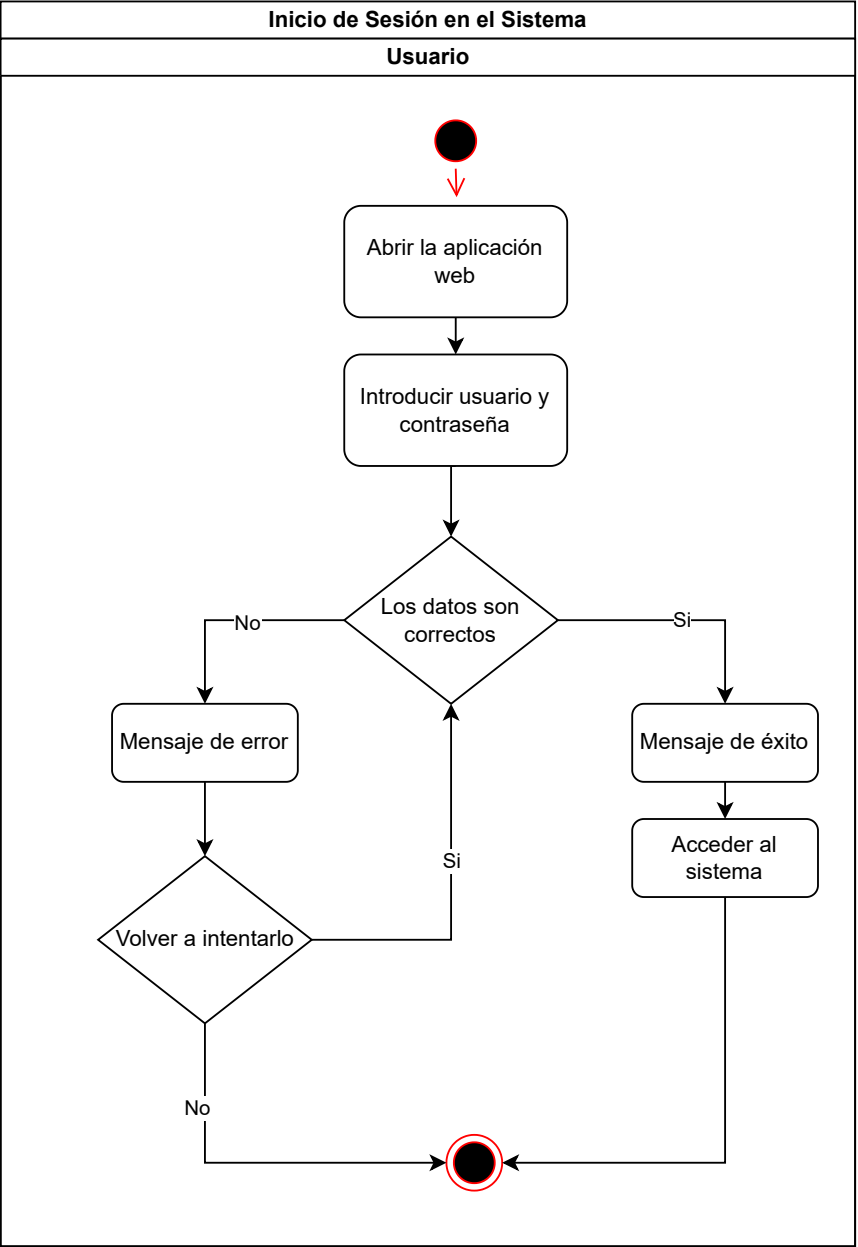 Inicio de Sesión en el Sistema
Usuario
Abrir la aplicación
web
Introducir usuario y
contraseña
Los datos son
correctos
No
Si
Mensaje de error
Mensaje de éxito
Acceder al
sistema
Si
Volver a intentarlo
No